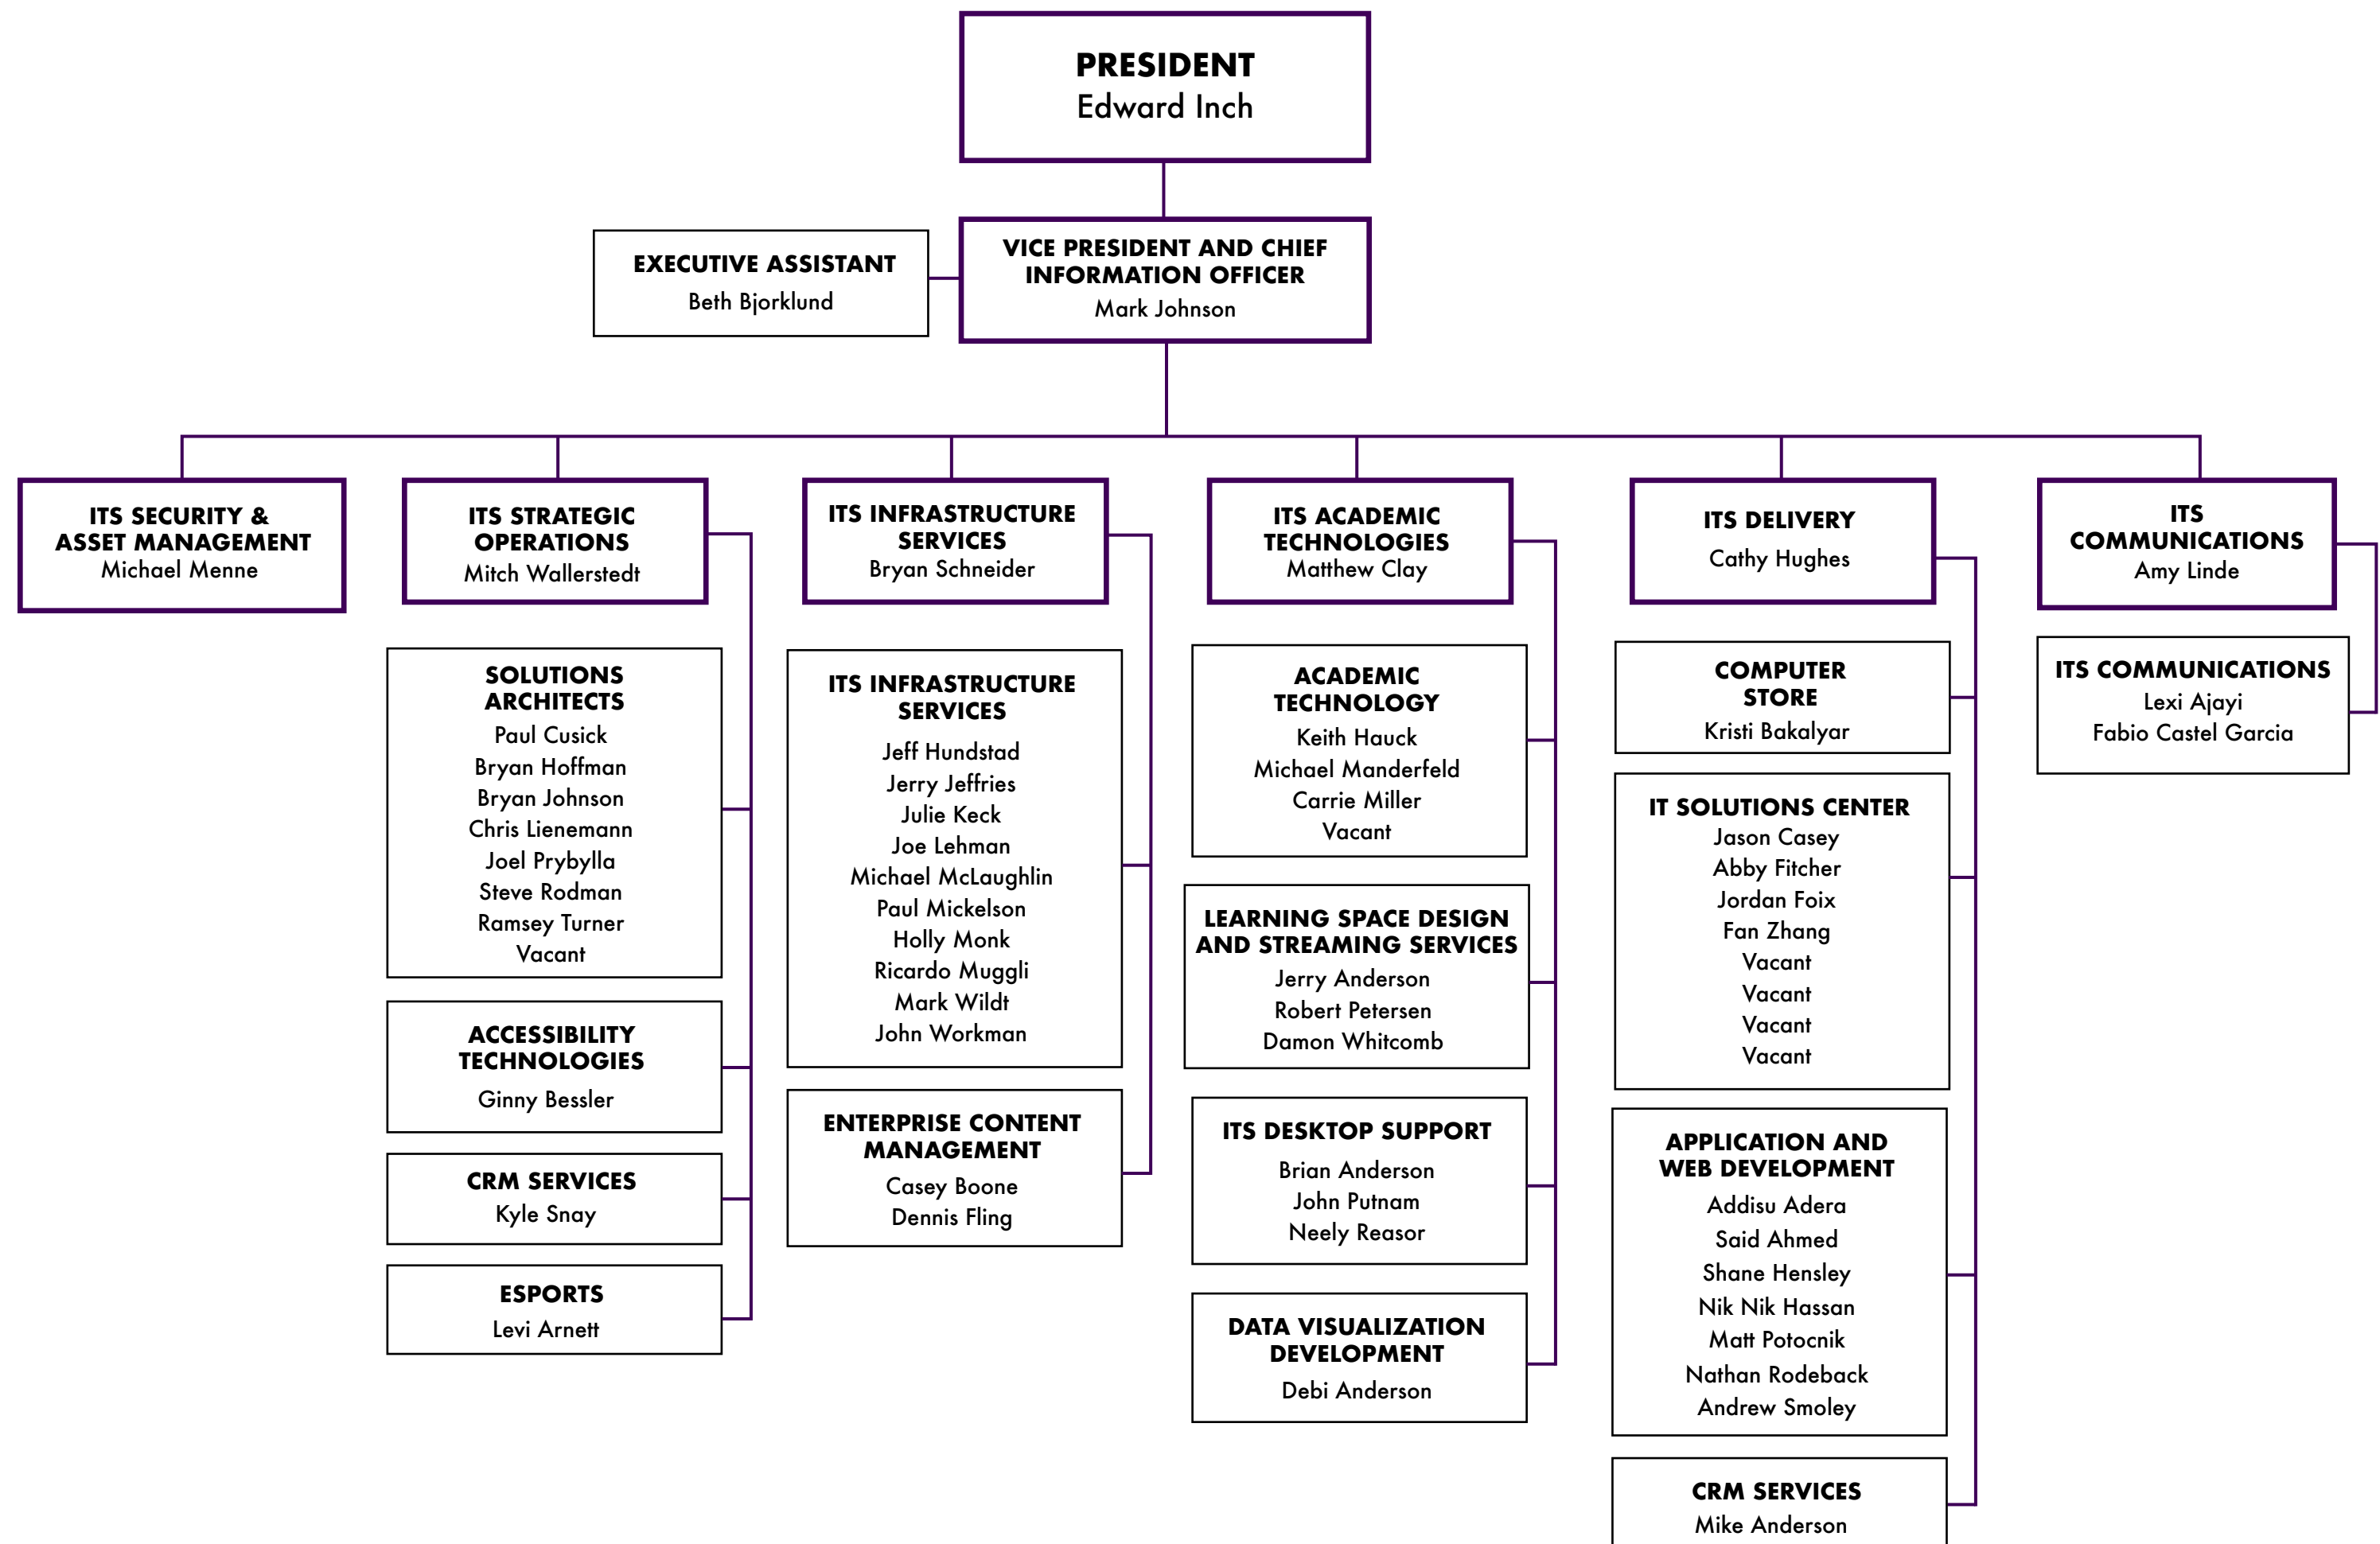 PRESIDENT
Edward Inch
EXECUTIVE ASSISTANT
Beth Bjorklund
VICE PRESIDENT AND CHIEF
INFORMATION OFFICER
Mark Johnson
ITS SECURITY &
ASSET MANAGEMENT
Michael Menne
ITS STRATEGIC
OPERATIONS
Mitch Wallerstedt
SOLUTIONS
ARCHITECTS
Paul Cusick
Bryan Hoffman
Bryan Johnson
Chris Lienemann
Joel Prybylla
Steve Rodman
Ramsey Turner
Vacant
ACCESSIBILITY
TECHNOLOGIES
Ginny Bessler
CRM SERVICES
Kyle Snay
ESPORTS
Levi Arnett
ITS INFRASTRUCTURE
SERVICES
Bryan Schneider
ITS INFRASTRUCTURE
SERVICES
Jeff Hundstad
Jerry Jeffries
Julie Keck
Joe Lehman
Michael McLaughlin
Paul Mickelson
Holly Monk
Ricardo Muggli
Mark Wildt
John Workman
ENTERPRISE CONTENT
MANAGEMENT
Casey Boone
Dennis Fling
ITS ACADEMIC
TECHNOLOGIES
Matthew Clay
ACADEMIC
TECHNOLOGY
Keith Hauck
Michael Manderfeld
Carrie Miller
Vacant
LEARNING SPACE DESIGN
AND STREAMING SERVICES
Jerry Anderson
Robert Petersen
Damon Whitcomb
ITS DESKTOP SUPPORT
Brian Anderson
John Putnam
Neely Reasor
DATA VISUALIZATION
DEVELOPMENT
Debi Anderson
ITS DELIVERY
Cathy Hughes
COMPUTER
STORE
Kristi Bakalyar
IT SOLUTIONS CENTER
Jason Casey
Abby Fitcher
Jordan Foix
Fan Zhang
Vacant
Vacant
Vacant
Vacant
APPLICATION AND
WEB DEVELOPMENT
Addisu Adera
Said Ahmed
Shane Hensley
Nik Nik Hassan
Matt Potocnik
Nathan Rodeback
Andrew Smoley
CRM SERVICES
Mike Anderson
ITS
COMMUNICATIONS
Amy Linde
ITS COMMUNICATIONS
Lexi Ajayi
Fabio Castel Garcia